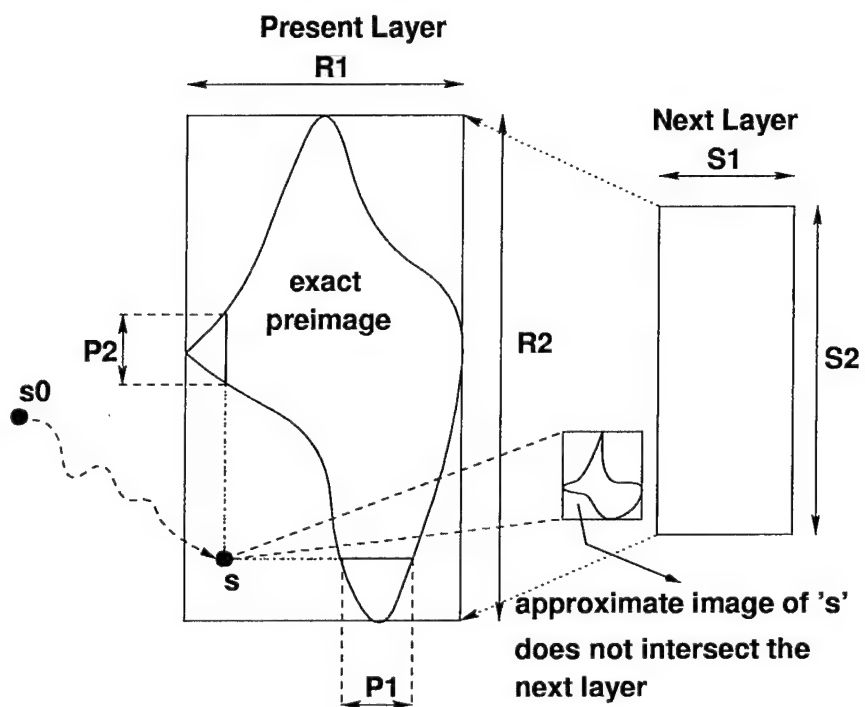 Present Layer
R1
Next Layer
S1
exact
preimage
P2
R2
S2
s0
s
approximate image of 's'
does not intersect the
next layer
P1